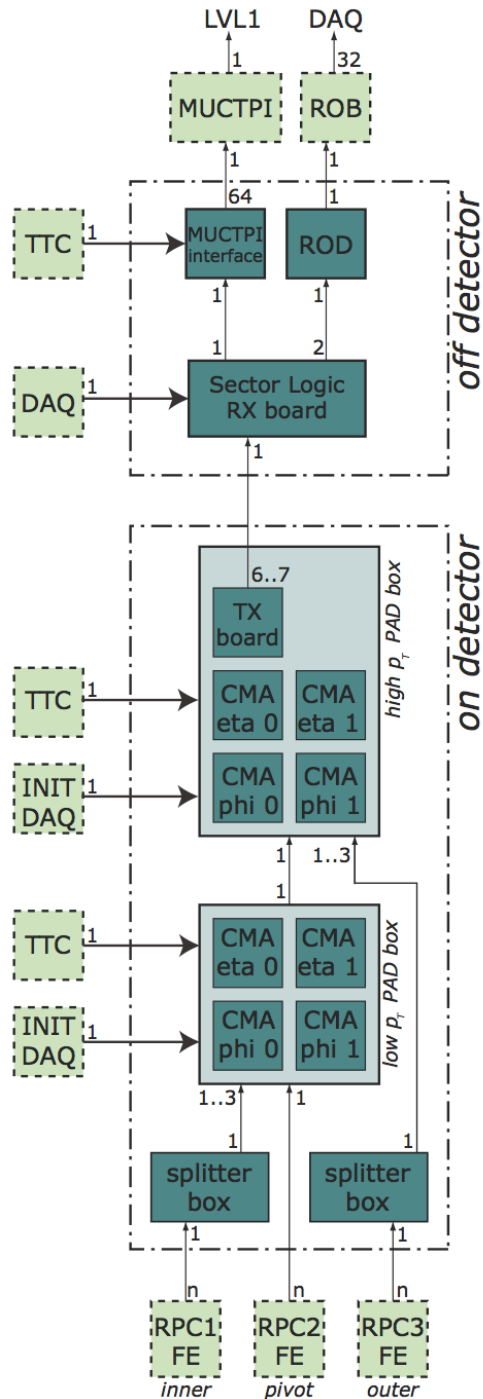 LVL1 DAQ
1 32
MUCTPI ROB
1 1
64 1
TTC 1 MUCTPI interface ROD
1 1
1 2
DAQ 1 Sector Logic RX board
1
off detector
6..7
TX board
high p_T PAD box
TTC 1 CMA eta 0 CMA eta 1
INIT DAQ 1 CMA phi 0 CMA phi 1
1 1..3
1
on detector
TTC 1 CMA eta 0 CMA eta 1
INIT DAQ 1 CMA phi 0 CMA phi 1
low p_T PAD box
1..3 1
1 1
splitter box splitter box
1 1
n n n
RPC1 FE RPC2 FE RPC3 FE
inner pivot outer